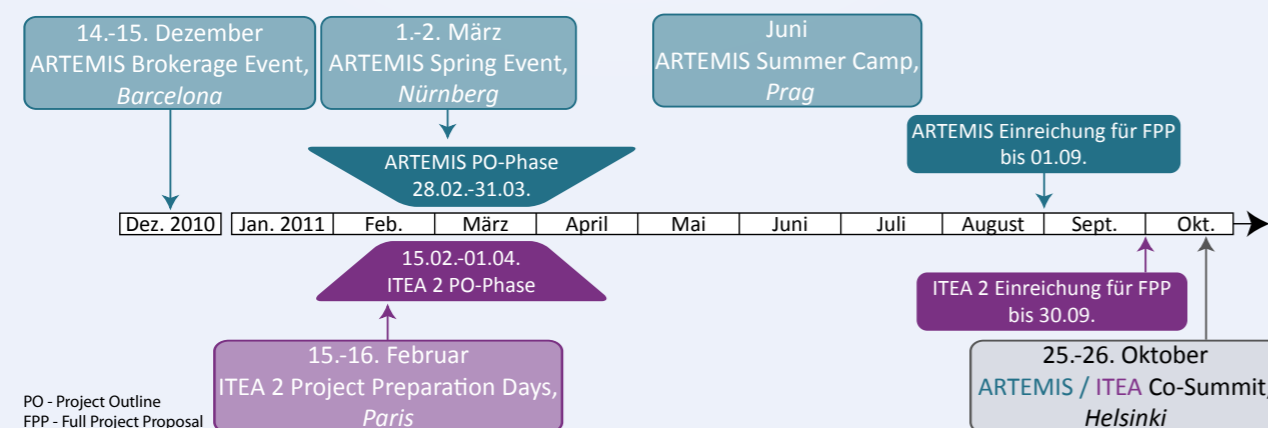 14.-15. Dezember
ARTEMIS Brokerage Event,
Barcelona
1.-2. März
ARTEMIS Spring Event,
Nürnberg
Juni
ARTEMIS Summer Camp,
Prag
ARTEMIS Einreichung für FPP
bis 01.09.
ARTEMIS PO-Phase
28.02.-31.03.
Dez. 2010
Jan. 2011
Feb.
März
April
Mai
Juni
Juli
August
Sept.
Okt.
15.02.-01.04.
ITEA 2 PO-Phase
ITEA 2 Einreichung für FPP
bis 30.09.
15.-16. Februar
ITEA 2 Project Preparation Days,
Paris
25.-26. Oktober
ARTEMIS / ITEA Co-Summit,
Helsinki
PO - Project Outline
FPP - Full Project Proposal